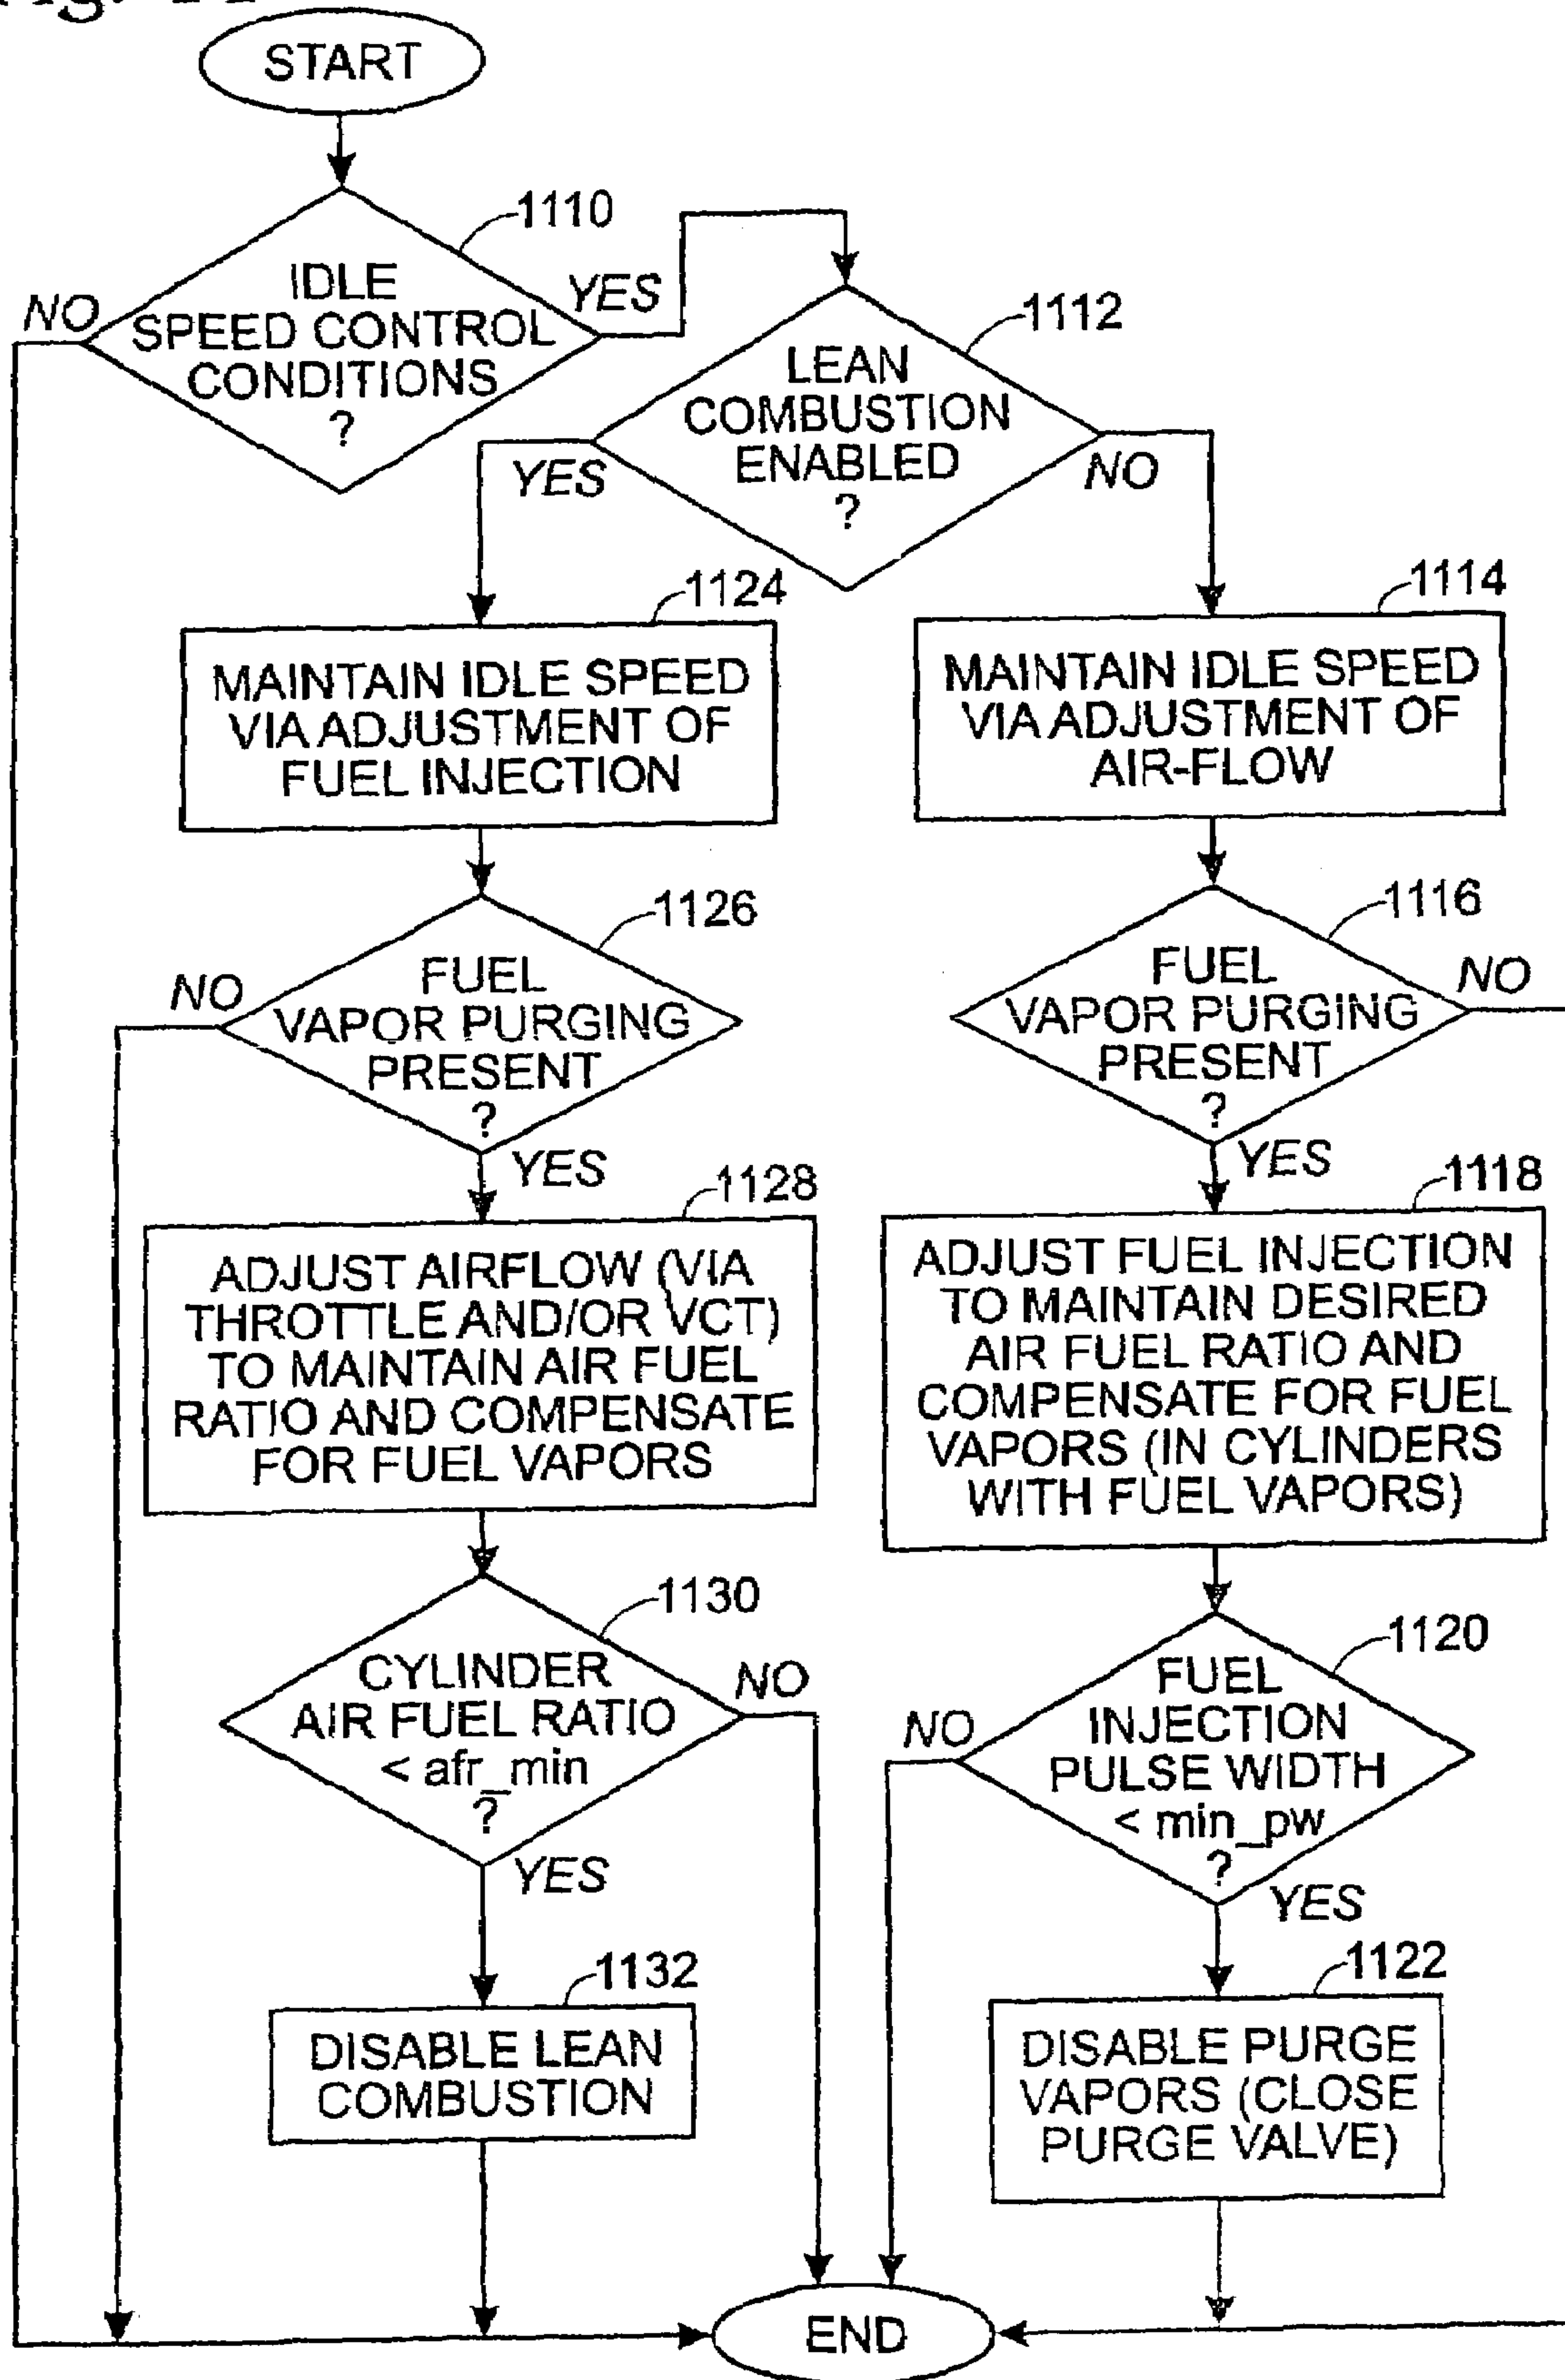 START
1110
IDLE
SPEED CONTROL
CONDITIONS
?
NO
YES
1112
LEAN
COMBUSTION
ENABLED
?
YES
NO
1124
MAINTAIN IDLE SPEED
VIA ADJUSTMENT OF
FUEL INJECTION
1114
MAINTAIN IDLE SPEED
VIA ADJUSTMENT OF
AIR-FLOW
1126
FUEL
VAPOR PURGING
PRESENT
?
NO
YES
1116
FUEL
VAPOR PURGING
PRESENT
?
NO
YES
1128
ADJUST AIRFLOW (VIA
THROTTLE AND/OR VCT)
TO MAINTAIN AIR FUEL
RATIO AND COMPENSATE
FOR FUEL VAPORS
1118
ADJUST FUEL INJECTION
TO MAINTAIN DESIRED
AIR FUEL RATIO AND
COMPENSATE FOR FUEL
VAPORS (IN CYLINDERS
WITH FUEL VAPORS)
1130
CYLINDER
AIR FUEL RATIO
< afr_min
?
NO
YES
1120
FUEL
INJECTION
PULSE WIDTH
< min_pw
?
NO
YES
1132
DISABLE LEAN
COMBUSTION
1122
DISABLE PURGE
VAPORS (CLOSE
PURGE VALVE)
END